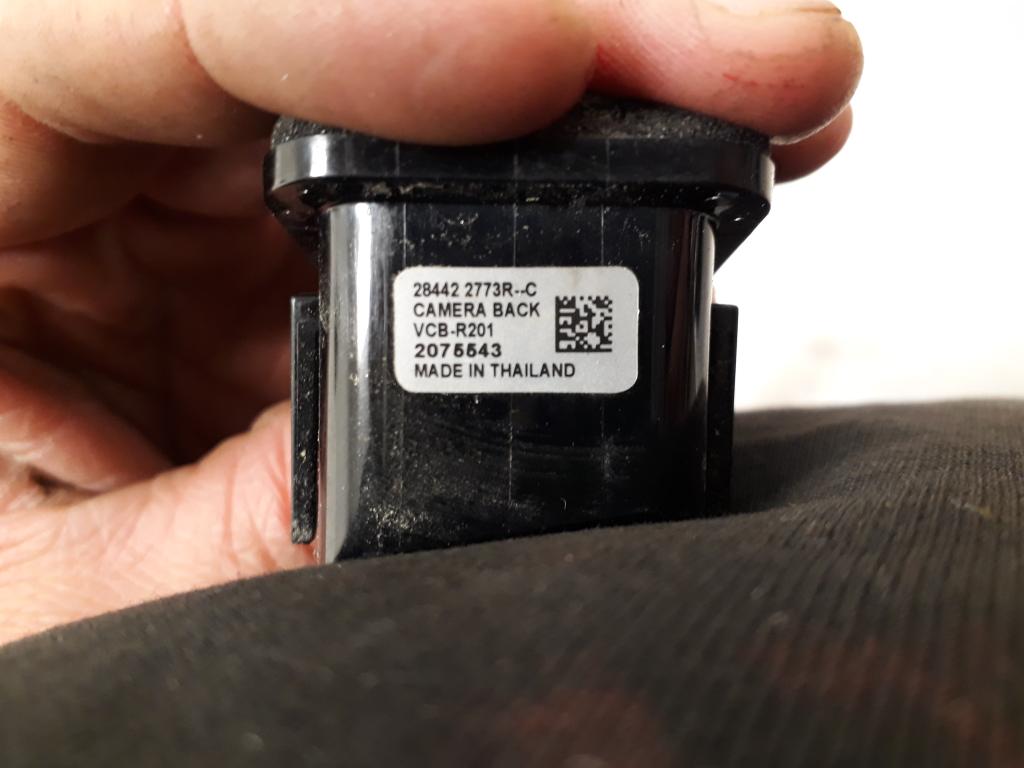 28442 2773R--C
CAMERA BACK
VCB-R201
2075543
MADE IN THAILAND